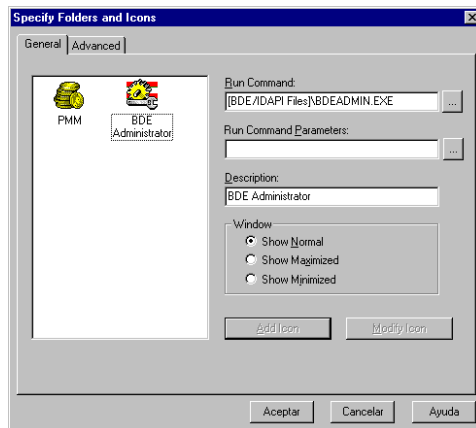 Specify Folders and Icons
General
Advanced
PMM
BDE
Administrator
Run Command:
[BDE/IDAPI Files]\BDEADMIN.EXE
...
Run Command Parameters:
...
Description:
BDE Administrator
Window
Show Normal
Show Maximized
Show Minimized
Add Icon
Modify Icon
Aceptar
Cancelar
Ayuda